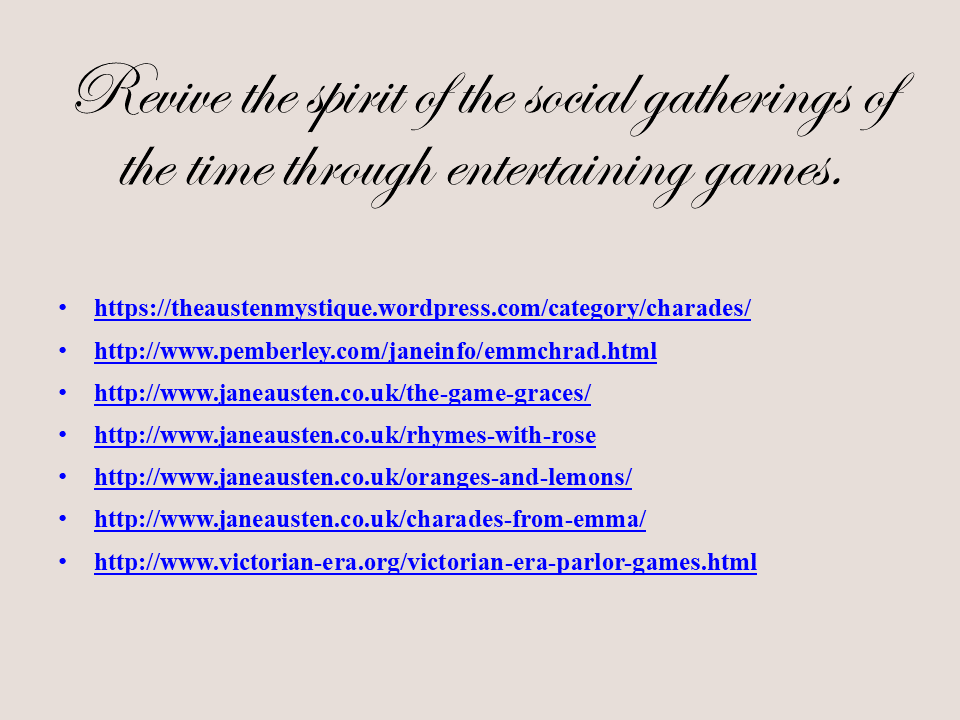 Revive the spirit of the social gatherings of
the time through entertaining games.
• https://theaustenmystique.wordpress.com/category/charades/
• http://www.pemberley.com/janeinfo/emmchrad.html
• http://www.janeausten.co.uk/the-game-graces/
• http://www.janeausten.co.uk/rhymes-with-rose
• http://www.janeausten.co.uk/oranges-and-lemons/
• http://www.janeausten.co.uk/charades-from-emma/
• http://www.victorian-era.org/victorian-era-parlor-games.html